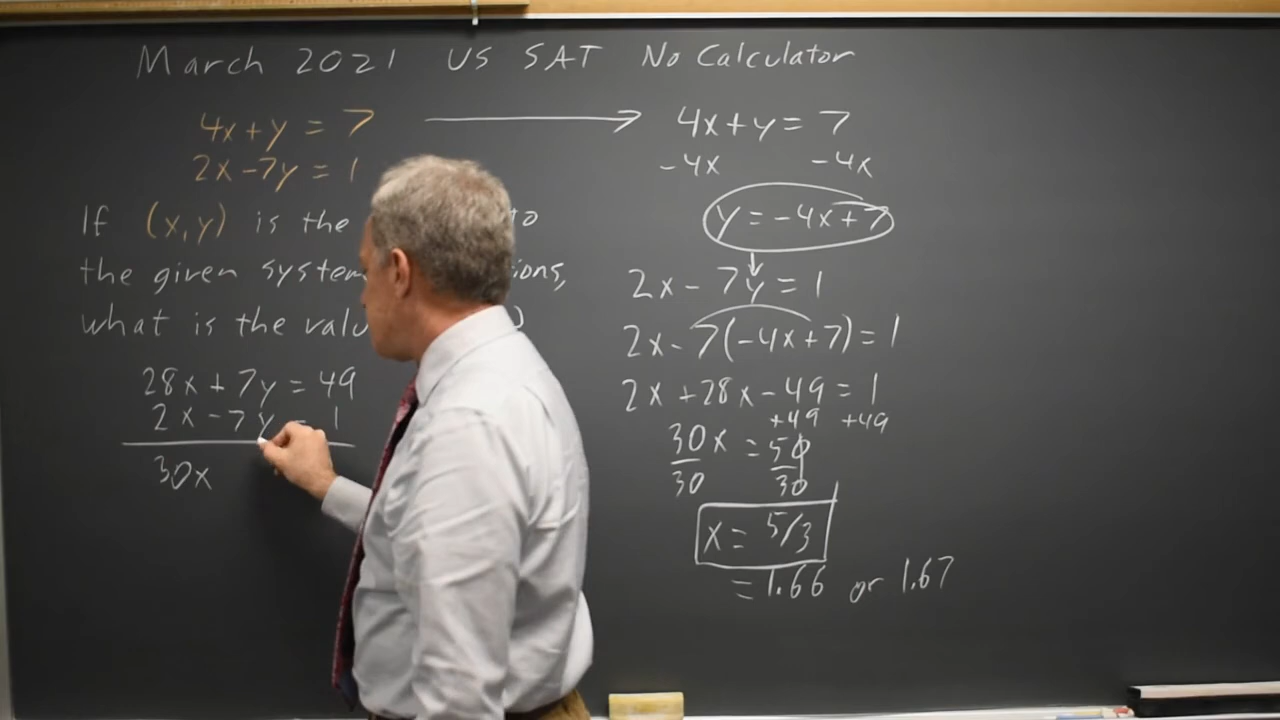 March 2021 US SAT No Calculator
4x+y = 7
2x-7y = 1
If (x,y) is the
the given system
what is the
28x + 7y = 49
2x - 7y = 1
30x
4x+y = 7
-4x -4x
y = -4x+7
2x - 7y = 1
2x - 7(-4x+7) = 1
2x +28x - 49 = 1
+49 +49
30x = 50
30 30
x = 5/3
= 1.66 or 1.67